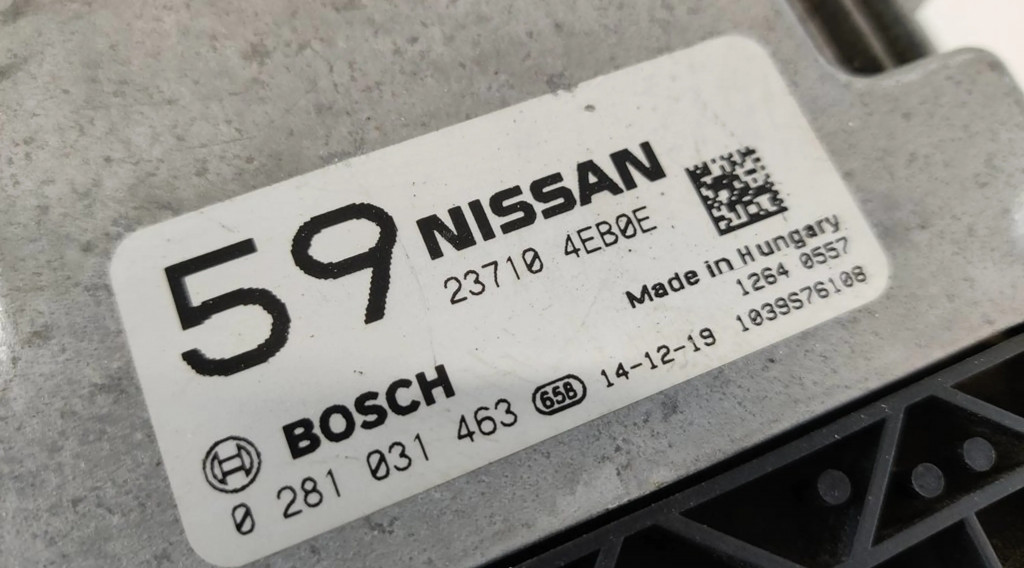 59
NISSAN
23710 4EB0E
Made in Hungary
1264 0557
BOSCH
0 281 031 463 658 14-12-19 1039S76108